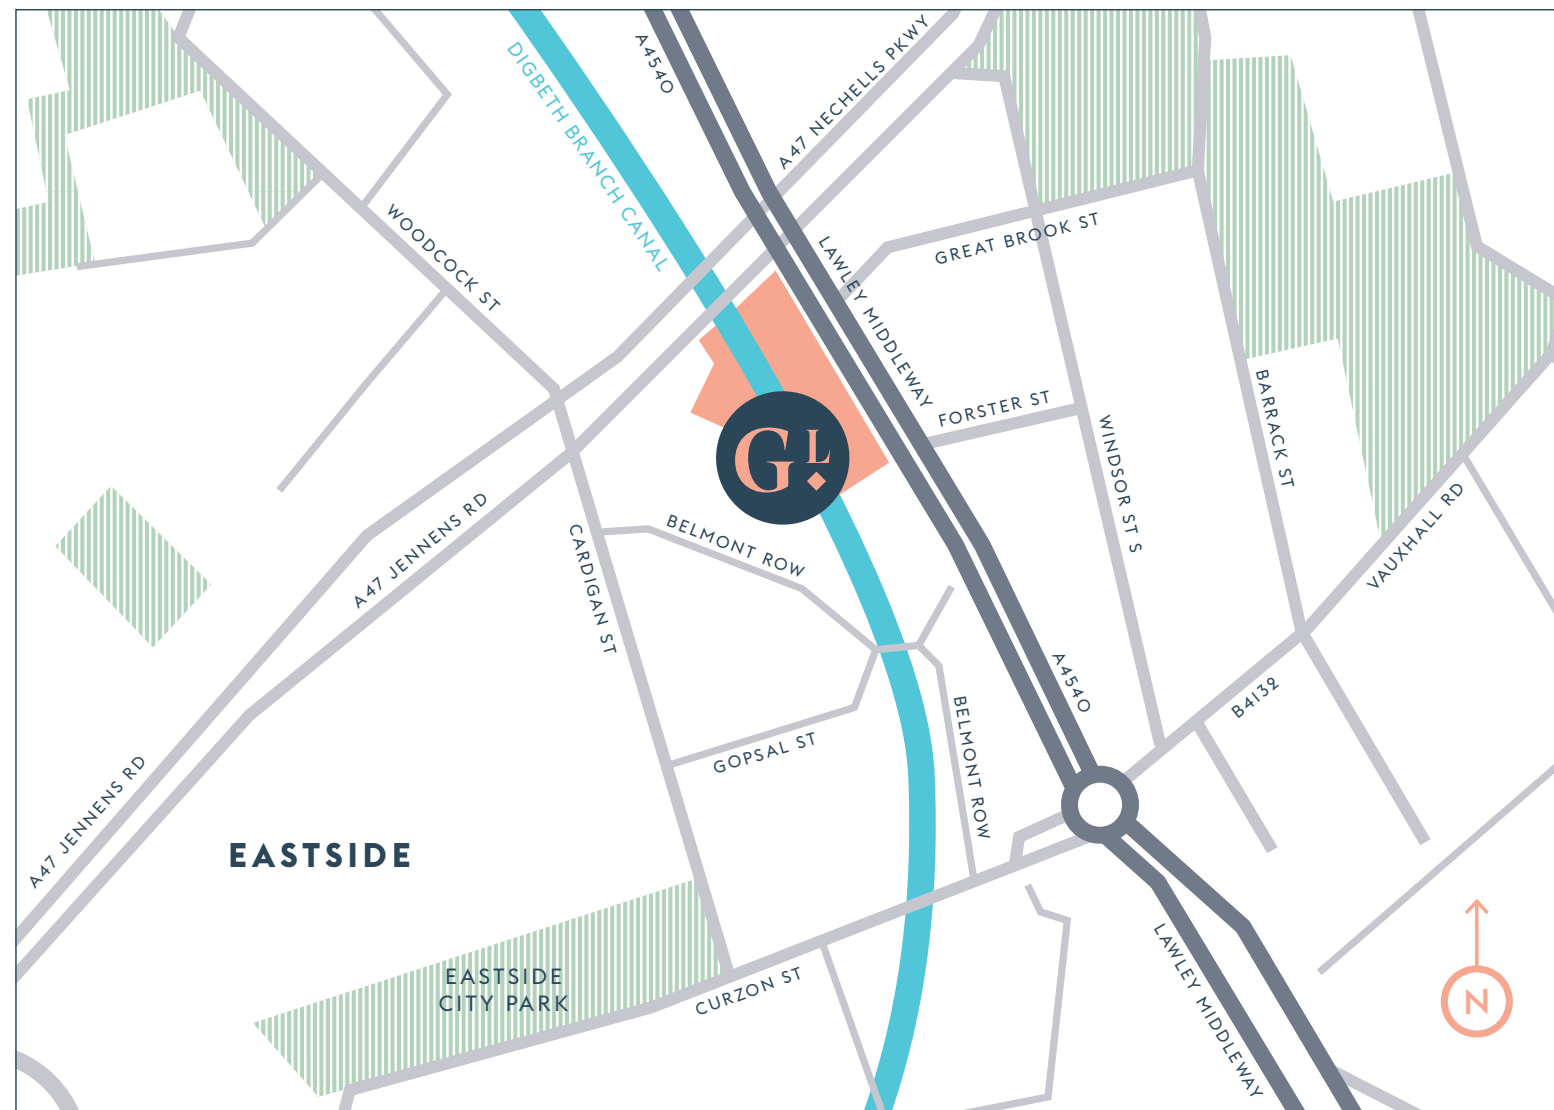 A4540
A47 NECHELLS PKWY
DIGBETH BRANCH CANAL
WOODCOCK ST
LAWLEY MIDDLEWAY
GREAT BROOK ST
FORSTER ST
BARRACK ST
WINDSOR ST S
GL
VAUXHALL RD
A47 JENNENS RD
BELMONT ROW
CARDIGAN ST
A4540
B4132
BELMONT ROW
GOPSAL ST
A47 JENNENS RD
EASTSIDE
EASTSIDE
CITY PARK
CURZON ST
LAWLEY MIDDLEWAY
N